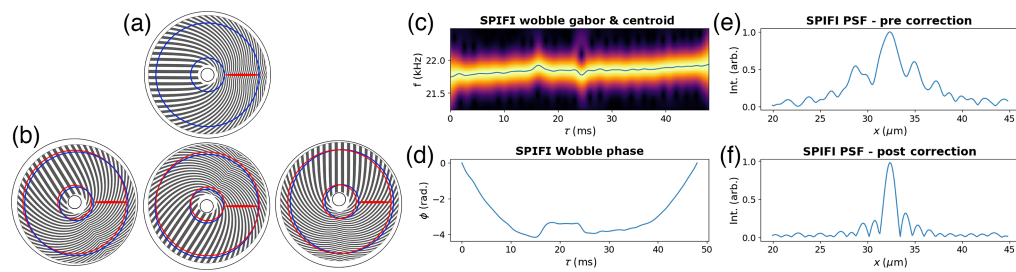 (a)
(b)
(c)
SPIFI wobble gabor & centroid
f (kHz)
22.0
21.5
0
10
20
30
40
τ (ms)
(d)
SPIFI Wobble phase
ϕ (rad.)
0
−2
−4
0
10
20
30
40
50
τ (ms)
(e)
SPIFI PSF - pre correction
Int. (arb.)
1.0
0.5
0.0
20
25
30
35
40
45
x (μm)
(f)
SPIFI PSF - post correction
Int. (arb.)
1.0
0.5
0.0
20
25
30
35
40
45
x (μm)